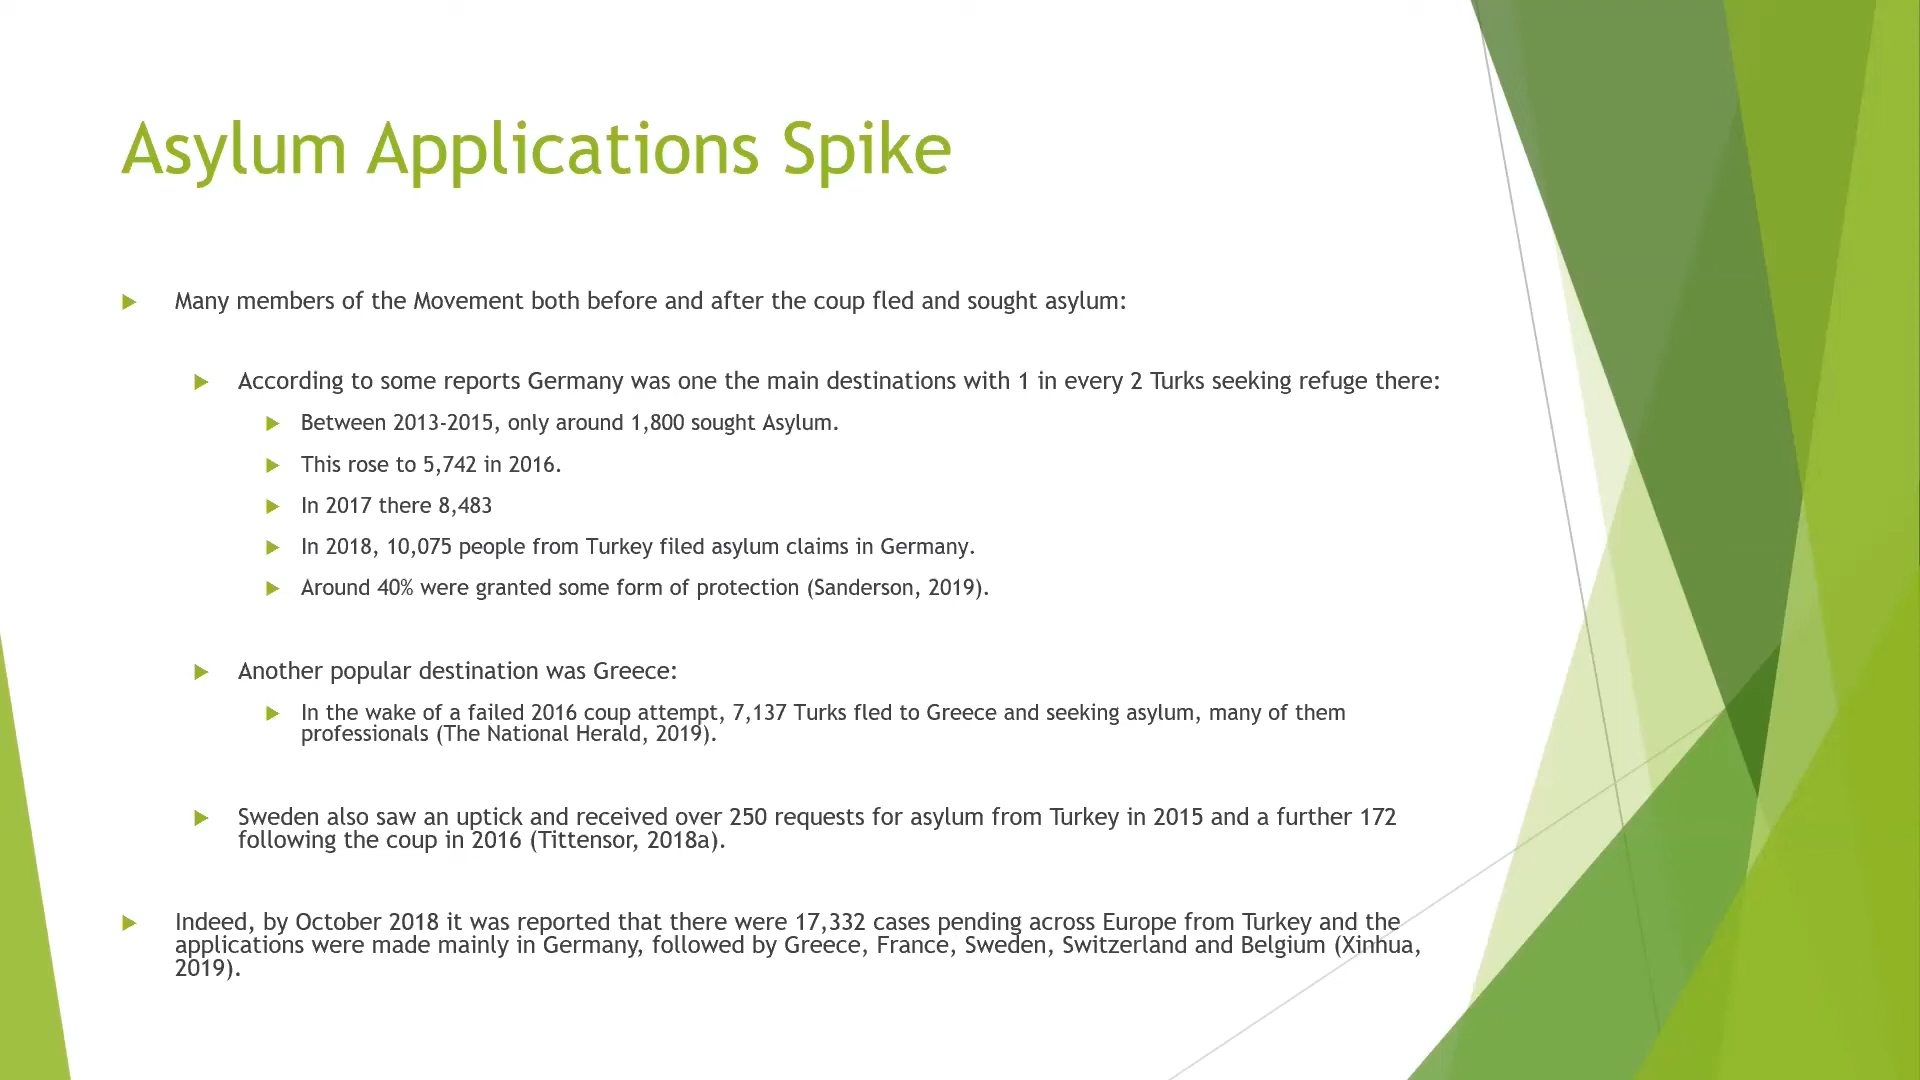 Asylum Applications Spike
Many members of the Movement both before and after the coup fled and sought asylum:
According to some reports Germany was one the main destinations with 1 in every 2 Turks seeking refuge there:
Between 2013-2015, only around 1,800 sought Asylum.
This rose to 5,742 in 2016.
In 2017 there 8,483
In 2018, 10,075 people from Turkey filed asylum claims in Germany.
Around 40% were granted some form of protection (Sanderson, 2019).
Another popular destination was Greece:
In the wake of a failed 2016 coup attempt, 7,137 Turks fled to Greece and seeking asylum, many of them
professionals (The National Herald, 2019).
Sweden also saw an uptick and received over 250 requests for asylum from Turkey in 2015 and a further 172
following the coup in 2016 (Tittensor, 2018a).
Indeed, by October 2018 it was reported that there were 17,332 cases pending across Europe from Turkey and the
applications were made mainly in Germany, followed by Greece, France, Sweden, Switzerland and Belgium (Xinhua,
2019).